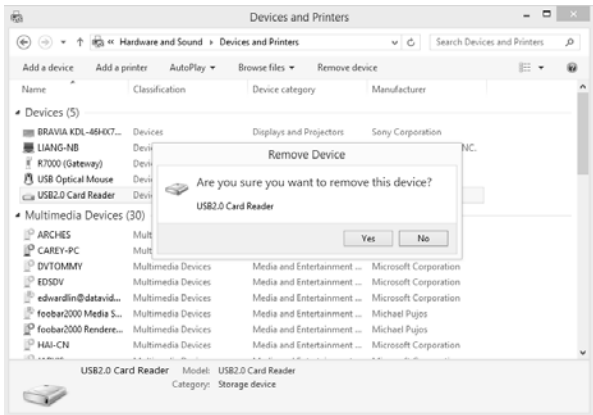 Devices and Printers
« Hardware and Sound ▸ Devices and Printers
Search Devices and Printers
Add a device Add a printer AutoPlay Browse files Remove device
Name Classification Device category Manufacturer
Devices (5)
BRAVIA KDL-46HX7... Devices Displays and Projectors Sony Corporation
LIANG-NB Devi NC.
R7000 (Gateway) Devi
USB Optical Mouse Devi
USB2.0 Card Reader Devi
Remove Device
Are you sure you want to remove this device?
USB2.0 Card Reader
Yes No
Multimedia Devices (30)
ARCHES Mult
CAREY-PC Mult
DVTOMMY Multimedia Devices Media and Entertainment ... Microsoft Corporation
EDSDV Multimedia Devices Media and Entertainment ... Microsoft Corporation
edwardlin@datavid... Multimedia Devices Media and Entertainment ... Microsoft Corporation
foobar2000 Media S... Multimedia Devices Media and Entertainment ... Michael Pujos
foobar2000 Rendere... Multimedia Devices Media and Entertainment ... Michael Pujos
HAI-CN Multimedia Devices Media and Entertainment ... Microsoft Corporation
USB2.0 Card Reader Model: USB2.0 Card Reader
Category: Storage device